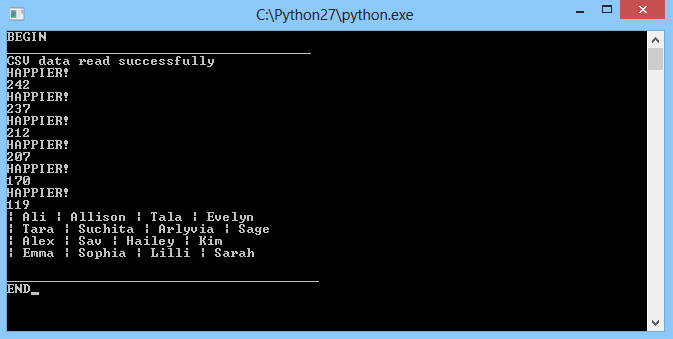 C:\Python27\python.exe
BEGIN
CSV data read successfully
HAPPIER!
242
HAPPIER!
237
HAPPIER!
212
HAPPIER!
207
HAPPIER!
170
HAPPIER!
119
¦ Ali ¦ Allison ¦ Tala ¦ Evelyn
¦ Tara ¦ Suchita ¦ Arlyvia ¦ Sage
¦ Alex ¦ Sav ¦ Hailey ¦ Kim
¦ Emma ¦ Sophia ¦ Lilli ¦ Sarah
END